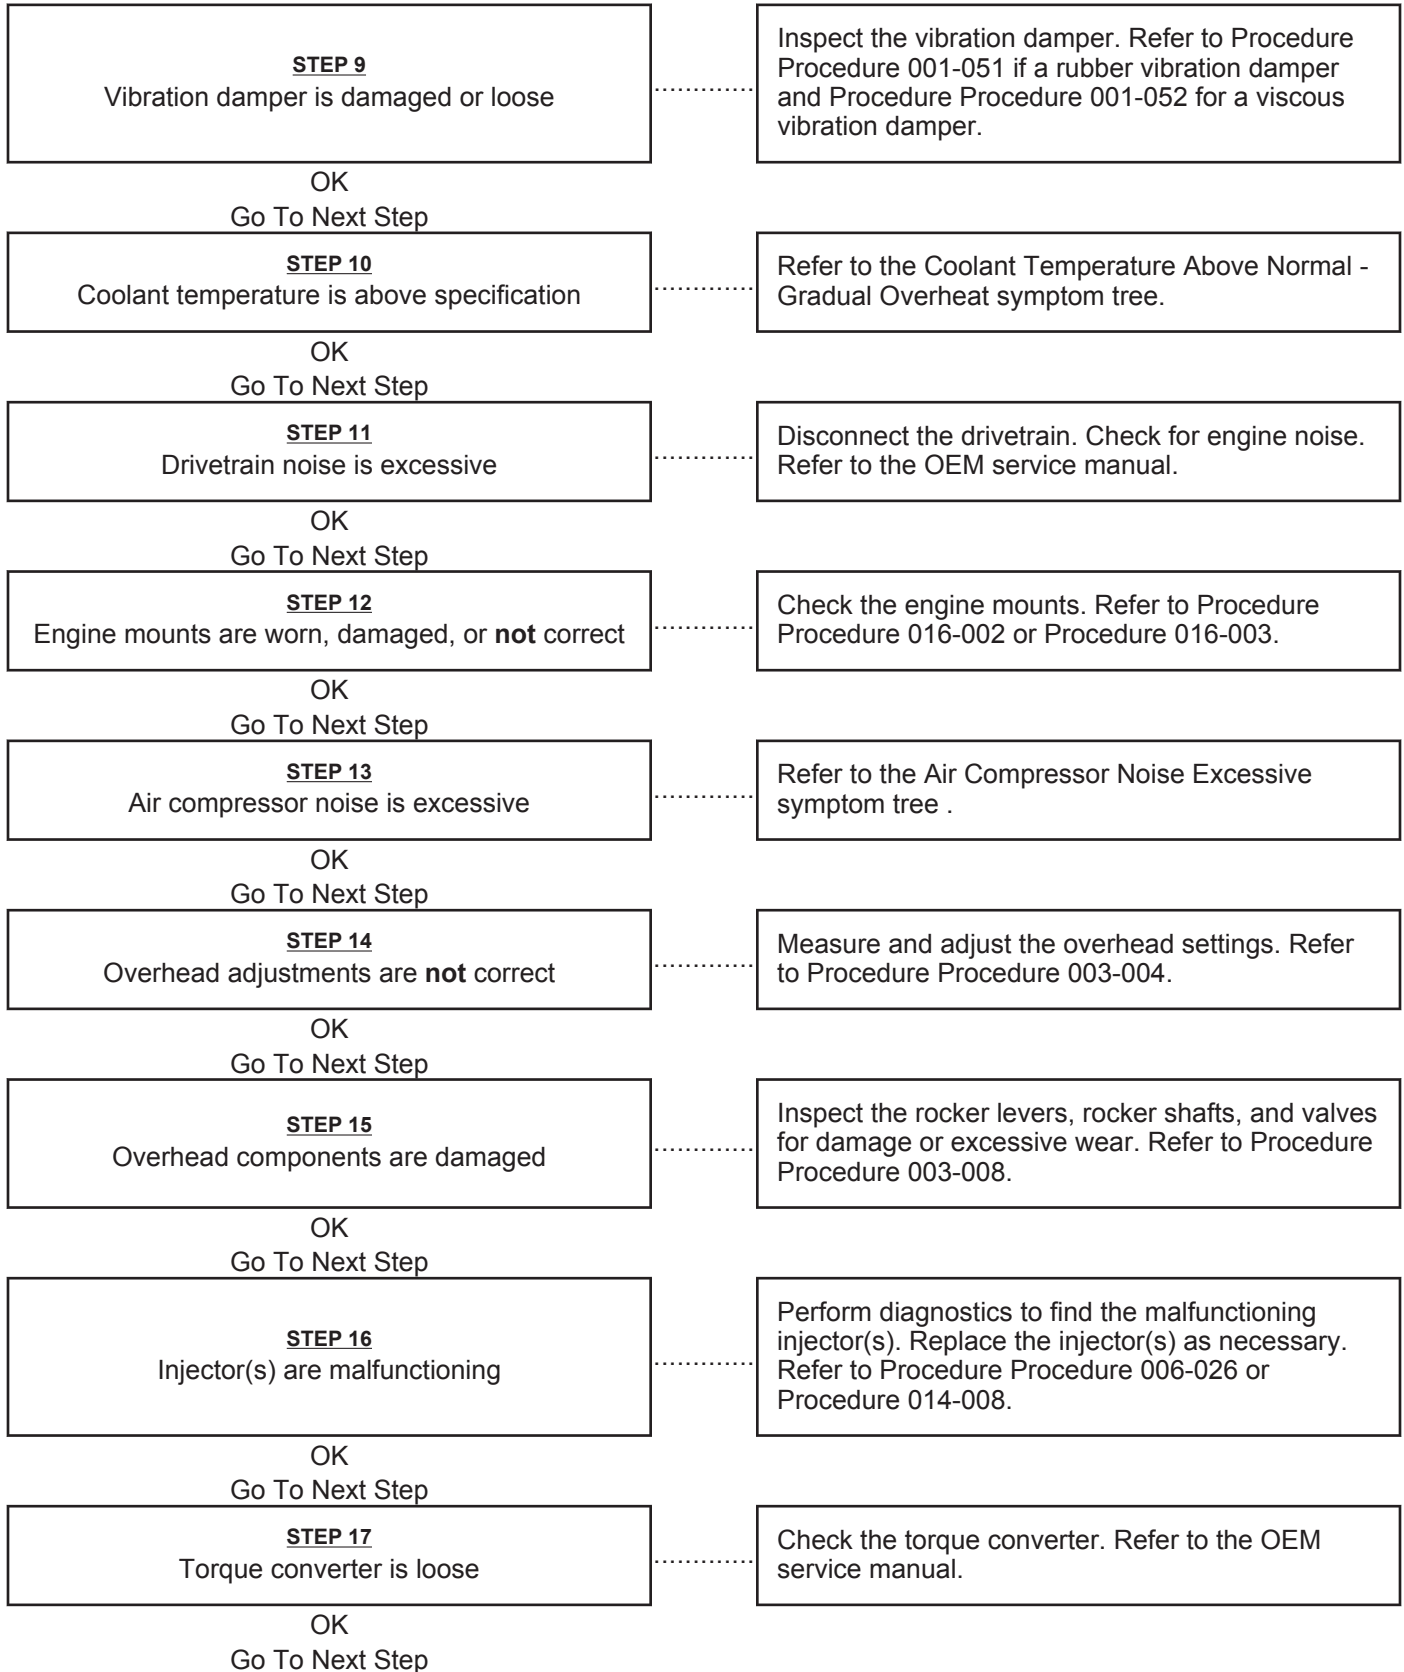 STEP 9
Vibration damper is damaged or loose
Inspect the vibration damper. Refer to Procedure
Procedure 001-051 if a rubber vibration damper
and Procedure Procedure 001-052 for a viscous
vibration damper.
OK
Go To Next Step
STEP 10
Coolant temperature is above specification
Refer to the Coolant Temperature Above Normal -
Gradual Overheat symptom tree.
OK
Go To Next Step
STEP 11
Drivetrain noise is excessive
Disconnect the drivetrain. Check for engine noise.
Refer to the OEM service manual.
OK
Go To Next Step
STEP 12
Engine mounts are worn, damaged, or not correct
Check the engine mounts. Refer to Procedure
Procedure 016-002 or Procedure 016-003.
OK
Go To Next Step
STEP 13
Air compressor noise is excessive
Refer to the Air Compressor Noise Excessive
symptom tree .
OK
Go To Next Step
STEP 14
Overhead adjustments are not correct
Measure and adjust the overhead settings. Refer
to Procedure Procedure 003-004.
OK
Go To Next Step
STEP 15
Overhead components are damaged
Inspect the rocker levers, rocker shafts, and valves
for damage or excessive wear. Refer to Procedure
Procedure 003-008.
OK
Go To Next Step
STEP 16
Injector(s) are malfunctioning
Perform diagnostics to find the malfunctioning
injector(s). Replace the injector(s) as necessary.
Refer to Procedure Procedure 006-026 or
Procedure 014-008.
OK
Go To Next Step
STEP 17
Torque converter is loose
Check the torque converter. Refer to the OEM
service manual.
OK
Go To Next Step